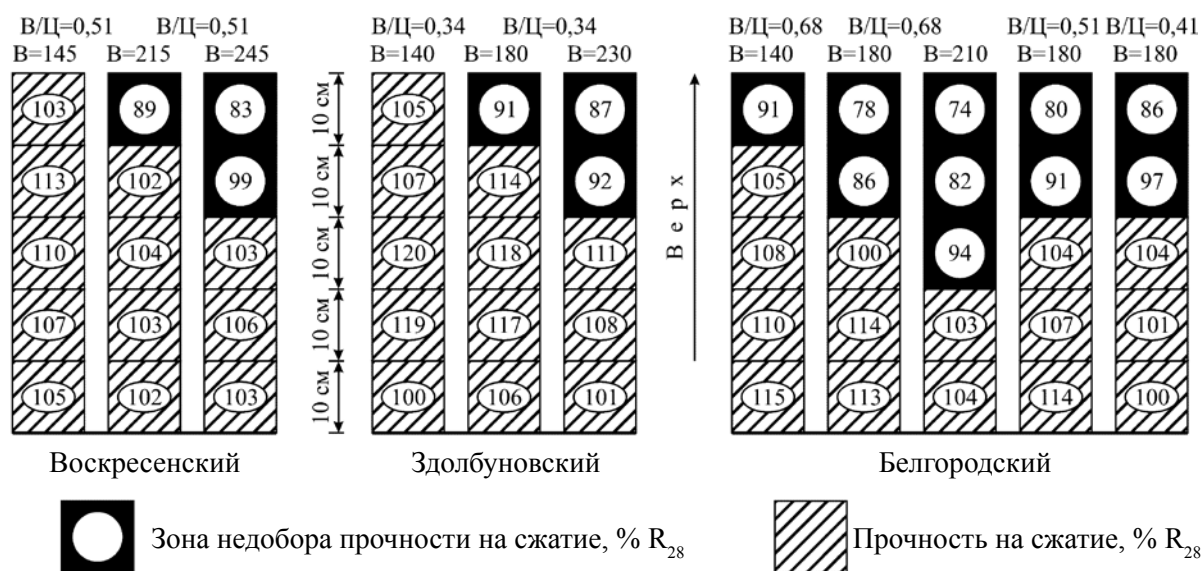 В/Ц=0,51 В/Ц=0,51 В/Ц=0,34 В/Ц=0,34 В/Ц=0,68 В/Ц=0,68 В/Ц=0,51 В/Ц=0,41
В=145 В=215 В=245 В=140 В=180 В=230 В=140 В=180 В=210 В=180 В=180
103 89 83 10 см 105 91 87 91 78 74 80 86
113 102 99 10 см 107 114 92 105 86 82 91 97
110 104 103 10 см 120 118 111 108 100 94 104 104
107 103 106 10 см 119 117 108 110 114 103 107 101
105 102 103 10 см 100 106 101 115 113 104 114 100
Верх
Воскресенский Здолбуновский Белгородский
Зона недобора прочности на сжатие, % R₂₈ Прочность на сжатие, % R₂₈